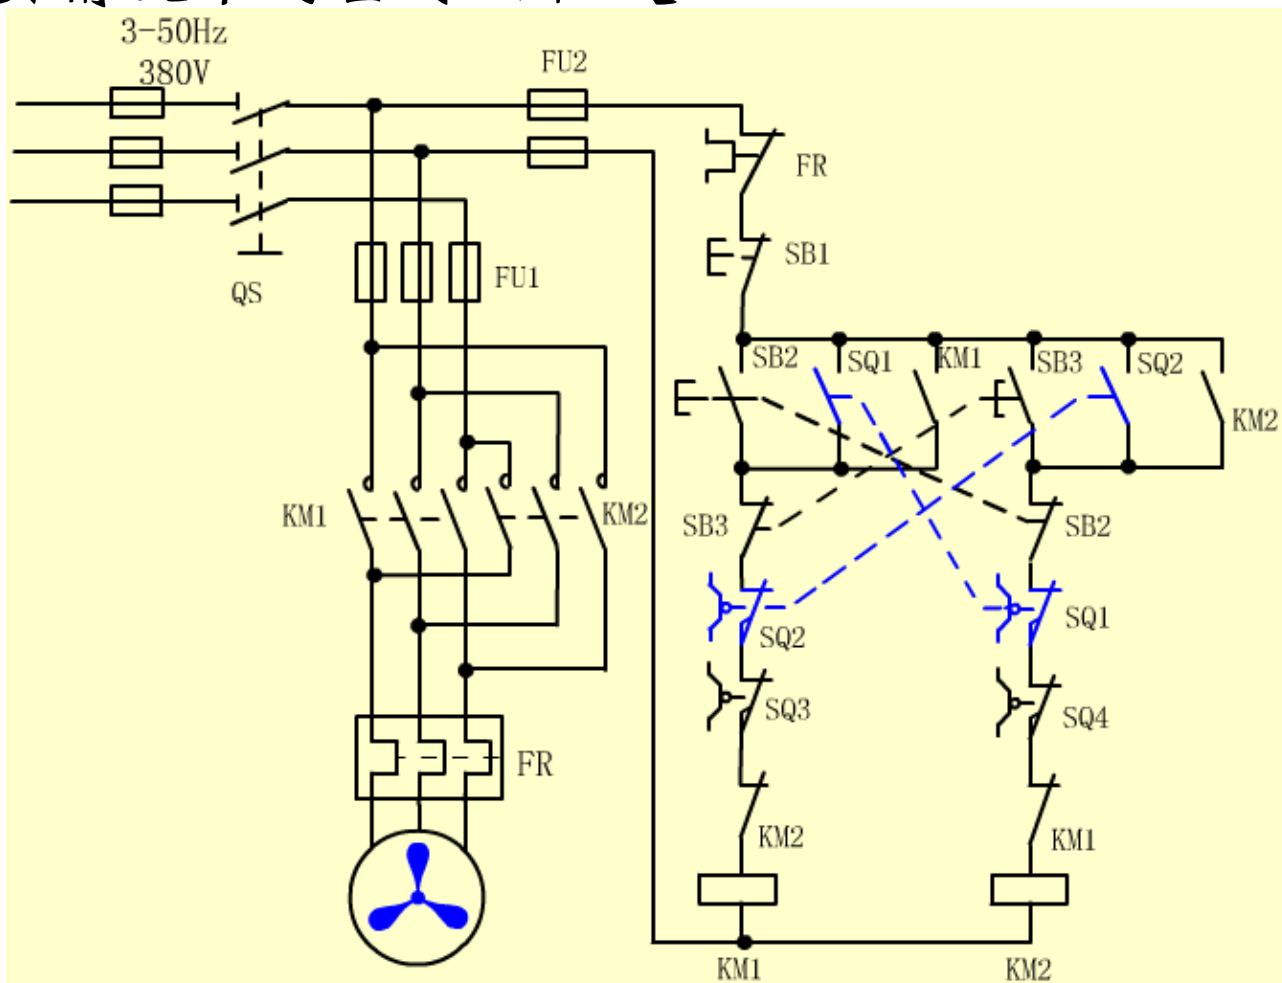 3-50Hz
380V
FU2
FR
SB1
QS
FU1
SB2 SQ1 KM1 SB3 SQ2
KM2
KM1 KM2
SB3 SB2
SQ2 SQ1
SQ3 SQ4
FR
KM2 KM1
KM1 KM2